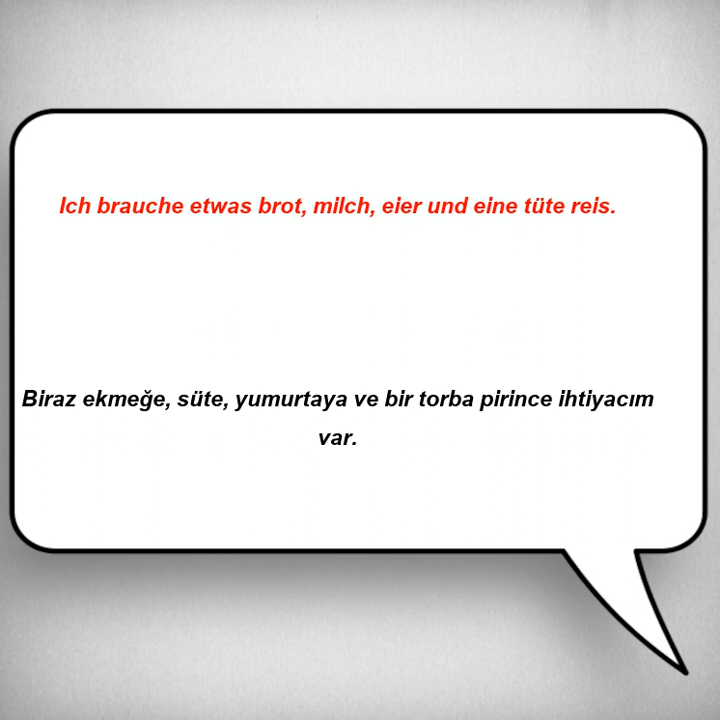 Ich brauche etwas brot, milch, eier und eine tüte reis.
Biraz ekmeğe, süte, yumurtaya ve bir torba pirince ihtiyacım
var.